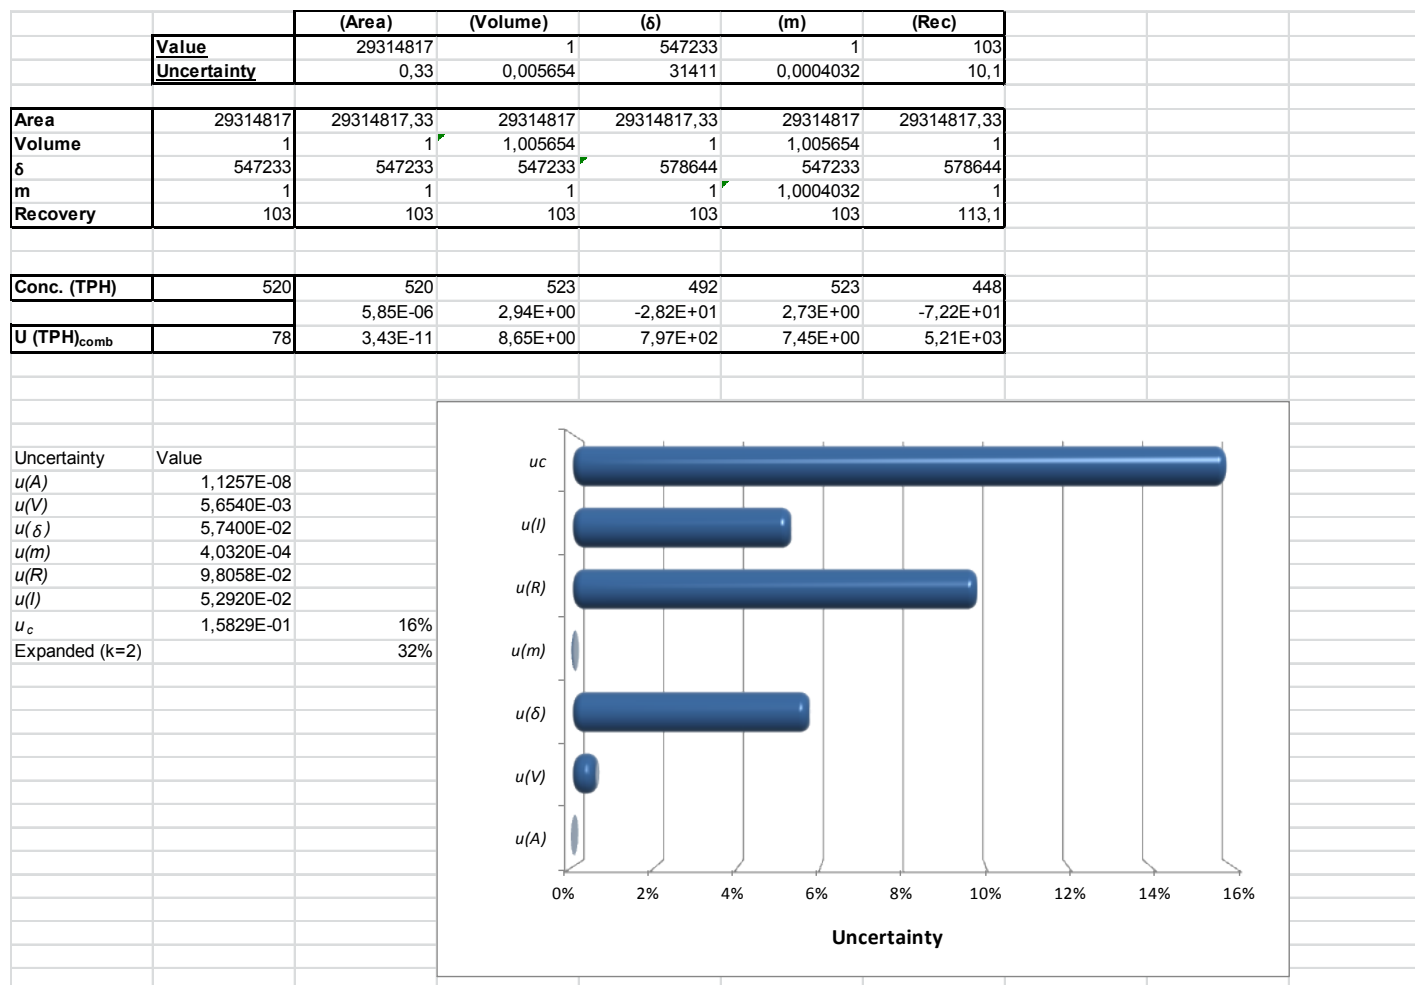 (Area) (Volume) (δ) (m) (Rec)
Value 29314817 1 547233 1 103
Uncertainty 0,33 0,005654 31411 0,0004032 10,1
Area 29314817 29314817,33 29314817 29314817,33 29314817 29314817,33
Volume 1 1 1,005654 1 1,005654 1
δ 547233 547233 547233 578644 547233 578644
m 1 1 1 1 1,0004032 1
Recovery 103 103 103 103 103 113,1
Conc. (TPH) 520 520 523 492 523 448
5,85E-06 2,94E+00 -2,82E+01 2,73E+00 -7,22E+01
U (TPH)comb 78 3,43E-11 8,65E+00 7,97E+02 7,45E+00 5,21E+03
Uncertainty Value
u(A) 1,1257E-08
u(V) 5,6540E-03
u(δ) 5,7400E-02
u(m) 4,0320E-04
u(R) 9,8058E-02
u(I) 5,2920E-02
uc 1,5829E-01 16%
Expanded (k=2) 32%
uc
u(I)
u(R)
u(m)
u(δ)
u(V)
u(A)
0% 2% 4% 6% 8% 10% 12% 14% 16%
Uncertainty